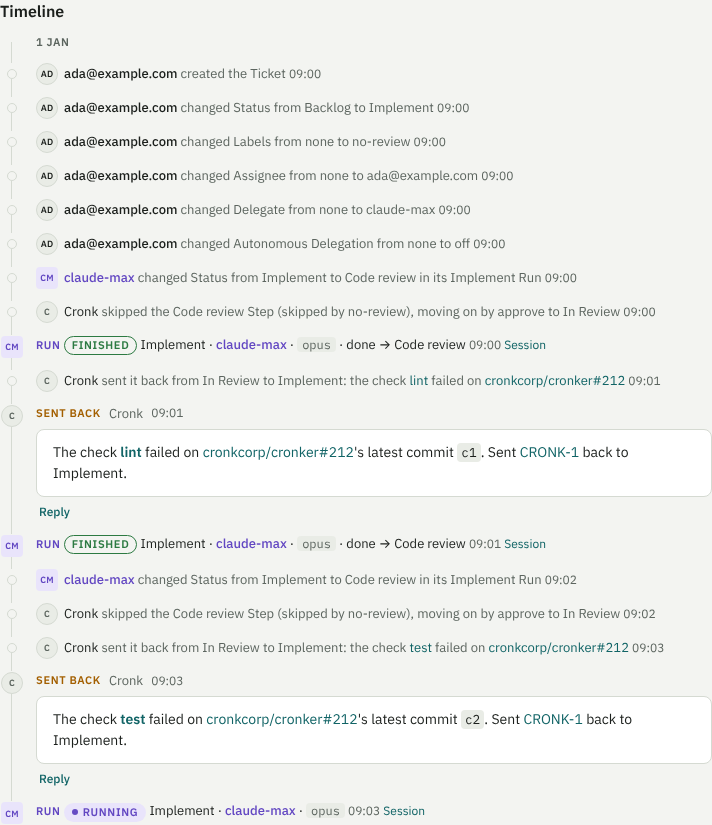 Timeline
1 JAN
AD ada@example.com created the Ticket 09:00
AD ada@example.com changed Status from Backlog to Implement 09:00
AD ada@example.com changed Labels from none to no-review 09:00
AD ada@example.com changed Assignee from none to ada@example.com 09:00
AD ada@example.com changed Delegate from none to claude-max 09:00
AD ada@example.com changed Autonomous Delegation from none to off 09:00
CM claude-max changed Status from Implement to Code review in its Implement Run 09:00
C Cronk skipped the Code review Step (skipped by no-review), moving on by approve to In Review 09:00
CM RUN FINISHED Implement · claude-max · opus · done → Code review 09:00 Session
C Cronk sent it back from In Review to Implement: the check lint failed on cronkcorp/cronker#212 09:01
C SENT BACK Cronk 09:01
The check lint failed on cronkcorp/cronker#212's latest commit c1. Sent CRONK-1 back to
Implement.
Reply
CM RUN FINISHED Implement · claude-max · opus · done → Code review 09:01 Session
CM claude-max changed Status from Implement to Code review in its Implement Run 09:02
C Cronk skipped the Code review Step (skipped by no-review), moving on by approve to In Review 09:02
C Cronk sent it back from In Review to Implement: the check test failed on cronkcorp/cronker#212 09:03
C SENT BACK Cronk 09:03
The check test failed on cronkcorp/cronker#212's latest commit c2. Sent CRONK-1 back to
Implement.
Reply
CM RUN RUNNING Implement · claude-max · opus 09:03 Session